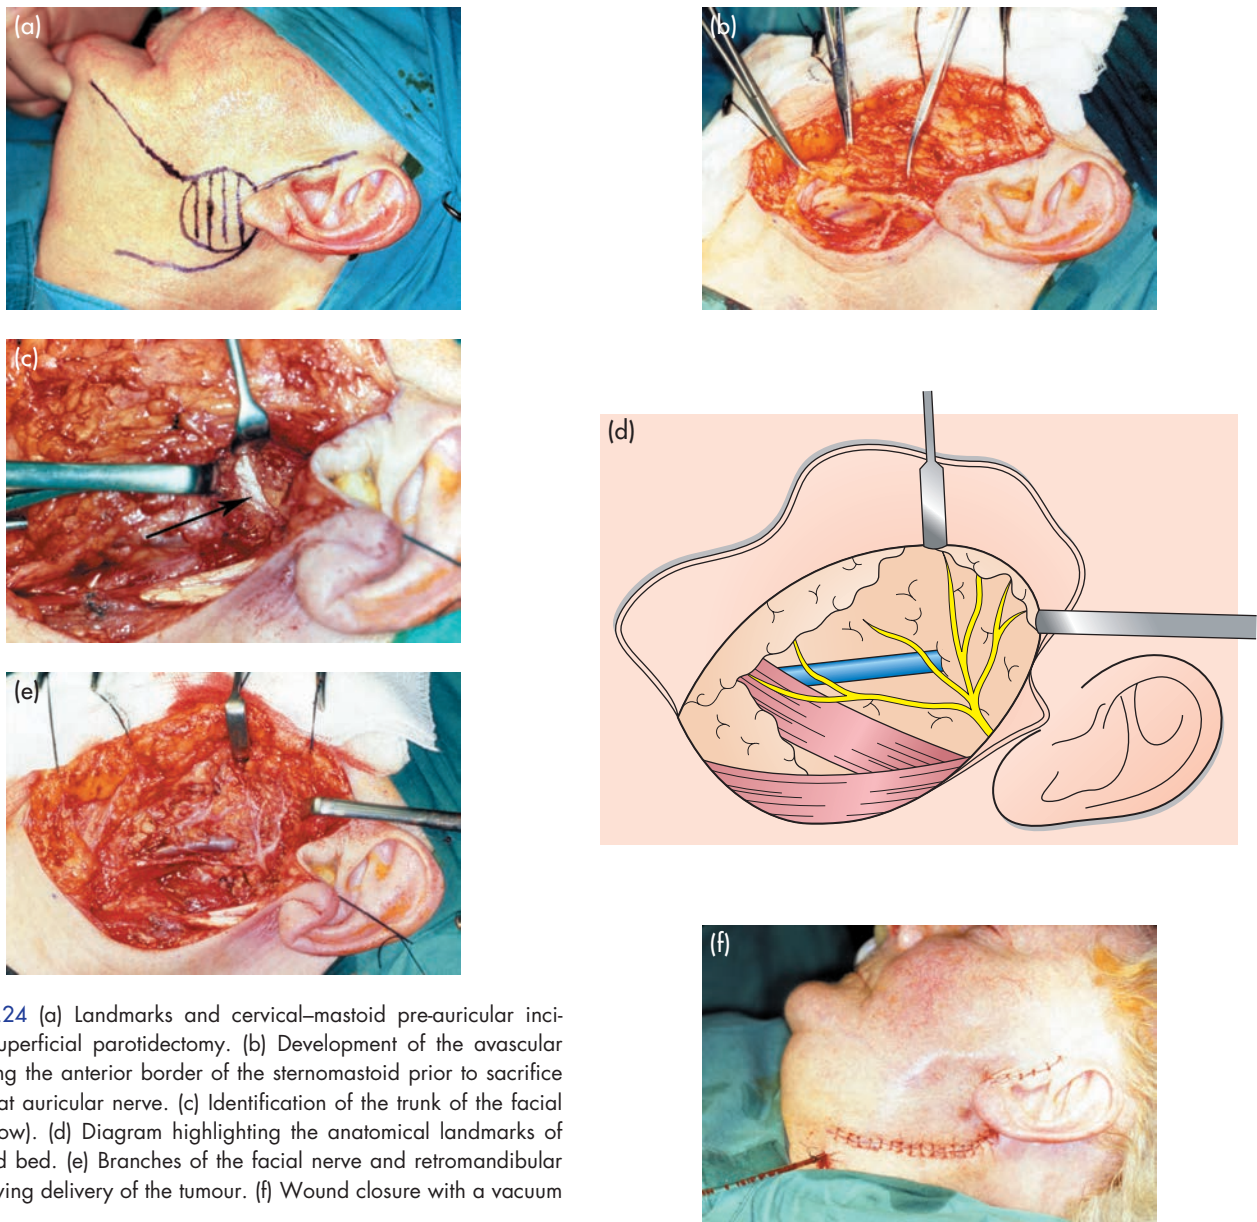 (a)
(b)
(c)
(d)
(e)
(f)
24 (a) Landmarks and cervical–mastoid pre-auricular inci-
uperficial parotidectomy. (b) Development of the avascular
ng the anterior border of the sternomastoid prior to sacrifice
at auricular nerve. (c) Identification of the trunk of the facial
ow). (d) Diagram highlighting the anatomical landmarks of
d bed. (e) Branches of the facial nerve and retromandibular
ving delivery of the tumour. (f) Wound closure with a vacuum